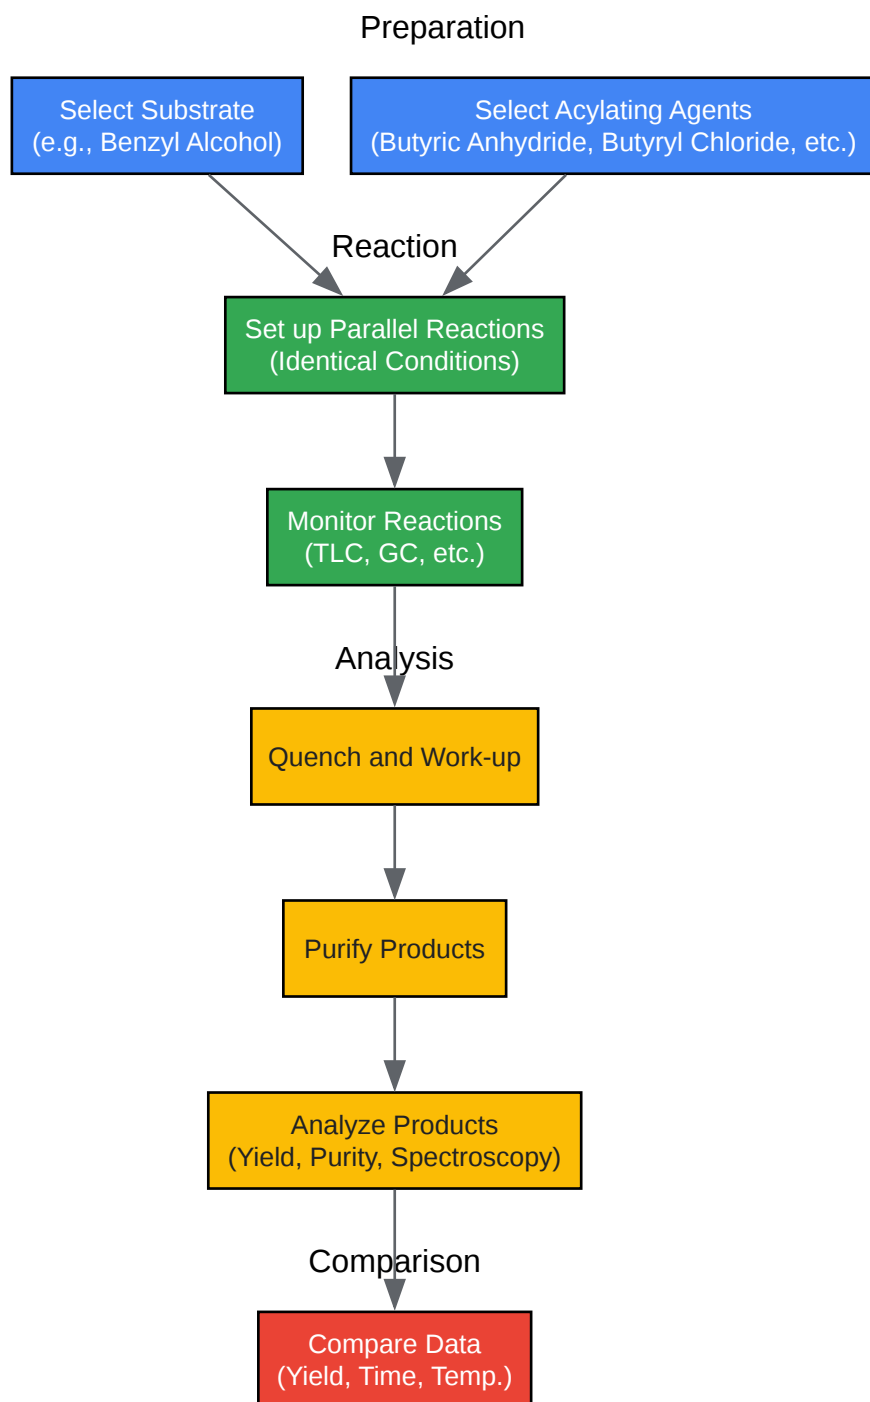 Preparation
Select Substrate
(e.g., Benzyl Alcohol)
Select Acylating Agents
(Butyric Anhydride, Butyryl Chloride, etc.)
Reaction
Set up Parallel Reactions
(Identical Conditions)
Monitor Reactions
(TLC, GC, etc.)
Analysis
Quench and Work-up
Purify Products
Analyze Products
(Yield, Purity, Spectroscopy)
Comparison
Compare Data
(Yield, Time, Temp.)